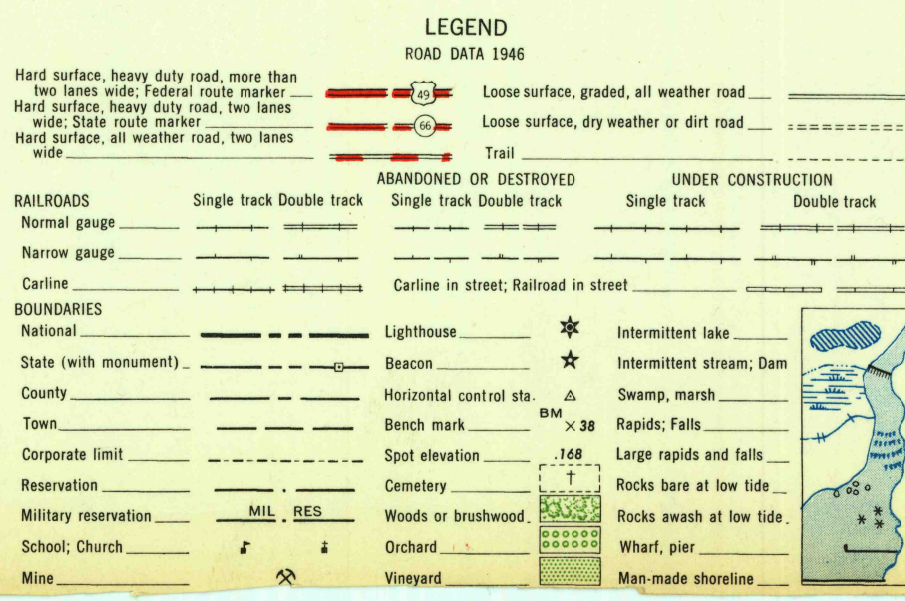 LEGEND
ROAD DATA 1946
Hard surface, heavy duty road, more than
two lanes wide; Federal route marker
49
Hard surface, heavy duty road, two lanes
wide; State route marker
66
Hard surface, all weather road, two lanes
wide
Loose surface, graded, all weather road
Loose surface, dry weather or dirt road
Trail
ABANDONED OR DESTROYED
UNDER CONSTRUCTION
RAILROADS
Single track Double track
Single track Double track
Single track Double track
Normal gauge
Narrow gauge
Carline
Carline in street; Railroad in street
BOUNDARIES
National
State (with monument)
County
Town
Corporate limit
Reservation
Military reservation
MIL. RES
School; Church
Mine
Lighthouse
Beacon
Horizontal control sta.
Bench mark
BM
×38
Spot elevation
.168
Cemetery
Woods or brushwood
Orchard
Vineyard
Intermittent lake
Intermittent stream; Dam
Swamp, marsh
Rapids; Falls
Large rapids and falls
Rocks bare at low tide
Rocks awash at low tide
Wharf, pier
Man-made shoreline